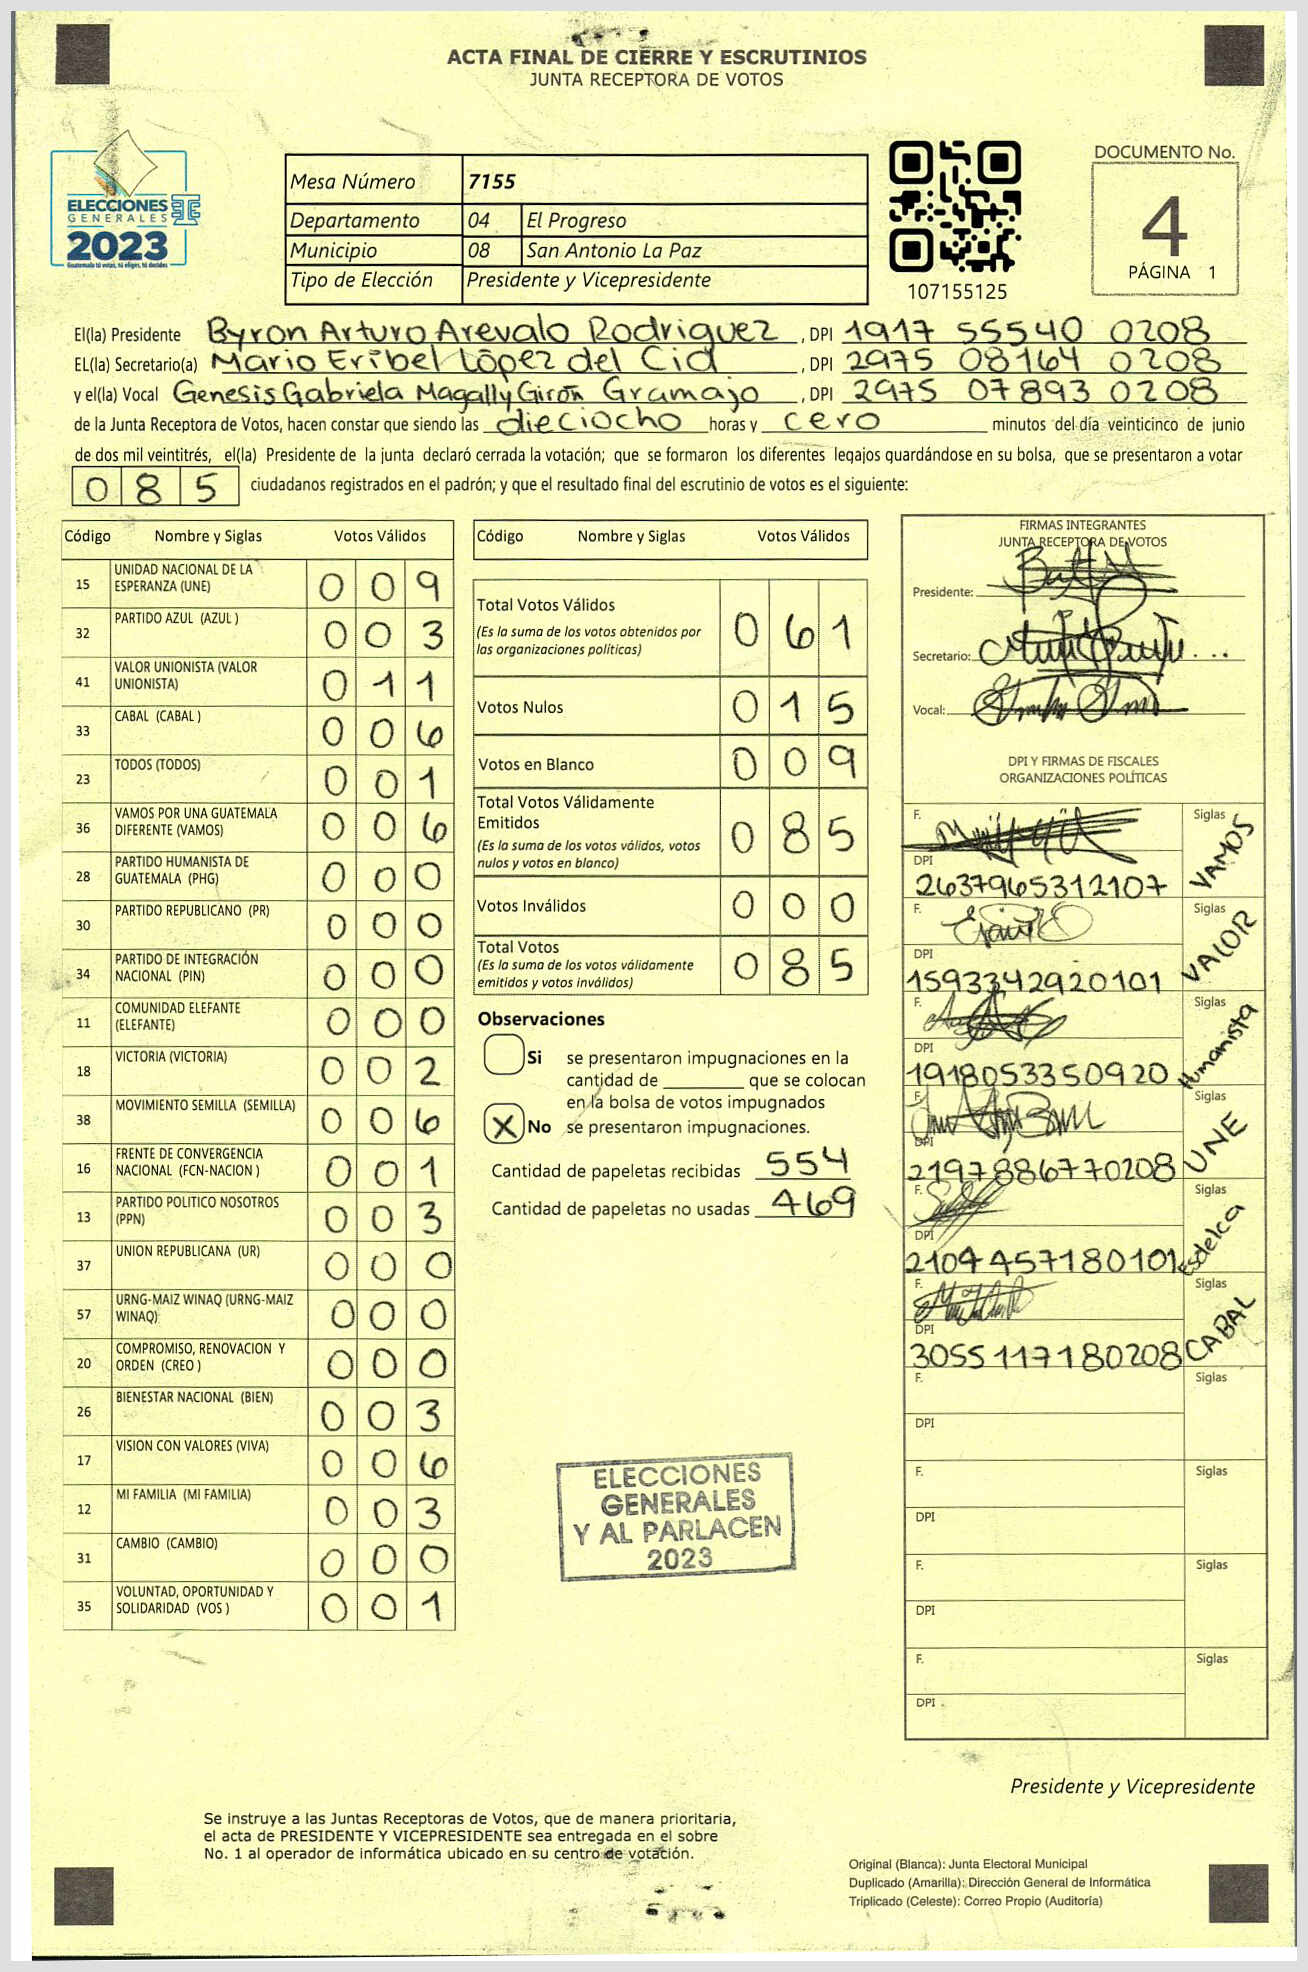 ACTA FINAL DE CIERRE Y ESCRUTINIOS
JUNTA RECEPTORA DE VOTOS
ELECCIONES
GENERALES
2023
Guatemala tú votas, tú eliges, tú decides
Mesa Número 7155
Departamento 04 El Progreso
Municipio 08 San Antonio La Paz
Tipo de Elección Presidente y Vicepresidente
107155125
DOCUMENTO No.
4
PÁGINA 1
El(la) Presidente Byron Arturo Arevalo Rodriguez, DPI 1917 55540 0208
EL(la) Secretario(a) Mario Eribel López del Cid, DPI 2975 08164 0208
y el(la) Vocal Genesis Gabriela Magally Girón Gramajo, DPI 2975 07893 0208
de la Junta Receptora de Votos, hacen constar que siendo las dieciocho horas y cero minutos del día veinticinco de junio
de dos mil veintitrés, el(la) Presidente de la junta declaró cerrada la votación; que se formaron los diferentes legajos guardándose en su bolsa, que se presentaron a votar
085 ciudadanos registrados en el padrón; y que el resultado final del escrutinio de votos es el siguiente:
Código Nombre y Siglas Votos Válidos
15 UNIDAD NACIONAL DE LA ESPERANZA (UNE) 0 0 9
32 PARTIDO AZUL (AZUL ) 0 0 3
41 VALOR UNIONISTA (VALOR UNIONISTA) 0 1 1
33 CABAL (CABAL ) 0 0 6
23 TODOS (TODOS) 0 0 1
36 VAMOS POR UNA GUATEMALA DIFERENTE (VAMOS) 0 0 6
28 PARTIDO HUMANISTA DE GUATEMALA (PHG) 0 0 0
30 PARTIDO REPUBLICANO (PR) 0 0 0
34 PARTIDO DE INTEGRACIÓN NACIONAL (PIN) 0 0 0
11 COMUNIDAD ELEFANTE (ELEFANTE) 0 0 0
18 VICTORIA (VICTORIA) 0 0 2
38 MOVIMIENTO SEMILLA (SEMILLA) 0 0 6
16 FRENTE DE CONVERGENCIA NACIONAL (FCN-NACION ) 0 0 1
13 PARTIDO POLITICO NOSOTROS (PPN) 0 0 3
37 UNION REPUBLICANA (UR) 0 0 0
57 URNG-MAIZ WINAQ (URNG-MAIZ WINAQ) 0 0 0
20 COMPROMISO, RENOVACION Y ORDEN (CREO ) 0 0 0
26 BIENESTAR NACIONAL (BIEN) 0 0 3
17 VISION CON VALORES (VIVA) 0 0 6
12 MI FAMILIA (MI FAMILIA) 0 0 3
31 CAMBIO (CAMBIO) 0 0 0
35 VOLUNTAD, OPORTUNIDAD Y SOLIDARIDAD (VOS ) 0 0 1
Código Nombre y Siglas Votos Válidos
Total Votos Válidos 0 6 1
(Es la suma de los votos obtenidos por
las organizaciones políticas)
Votos Nulos 0 1 5
Votos en Blanco 0 0 9
Total Votos Válidamente
Emitidos 0 8 5
(Es la suma de los votos válidos, votos
nulos y votos en blanco)
Votos Inválidos 0 0 0
Total Votos 0 8 5
(Es la suma de los votos válidamente
emitidos y votos inválidos)
Observaciones
Si se presentaron impugnaciones en la
cantidad de ________ que se colocan
en la bolsa de votos impugnados
X No se presentaron impugnaciones.
Cantidad de papeletas recibidas 554
Cantidad de papeletas no usadas 469
ELECCIONES
GENERALES
Y AL PARLACEN
2023
FIRMAS INTEGRANTES
JUNTA RECEPTORA DE VOTOS
Presidente:
Secretario:
Vocal:
DPI Y FIRMAS DE FISCALES
ORGANIZACIONES POLÍTICAS
F. Siglas VAMOS
DPI
2637965312107
F. Siglas VALOR
DPI
1593342920101
F. Siglas Humanista
DPI
1918053350920
F. Siglas UNE
DPI
2197886770208
F. Siglas Esdelca
DPI
2104457180101
F. Siglas CABAL
DPI
3055117180208
F. Siglas
DPI
F. Siglas
DPI
F. Siglas
DPI
F. Siglas
DPI
Presidente y Vicepresidente
Se instruye a las Juntas Receptoras de Votos, que de manera prioritaria,
el acta de PRESIDENTE Y VICEPRESIDENTE sea entregada en el sobre
No. 1 al operador de informática ubicado en su centro de votación.
Original (Blanca): Junta Electoral Municipal
Duplicado (Amarilla): Dirección General de Informática
Triplicado (Celeste): Correo Propio (Auditoría)